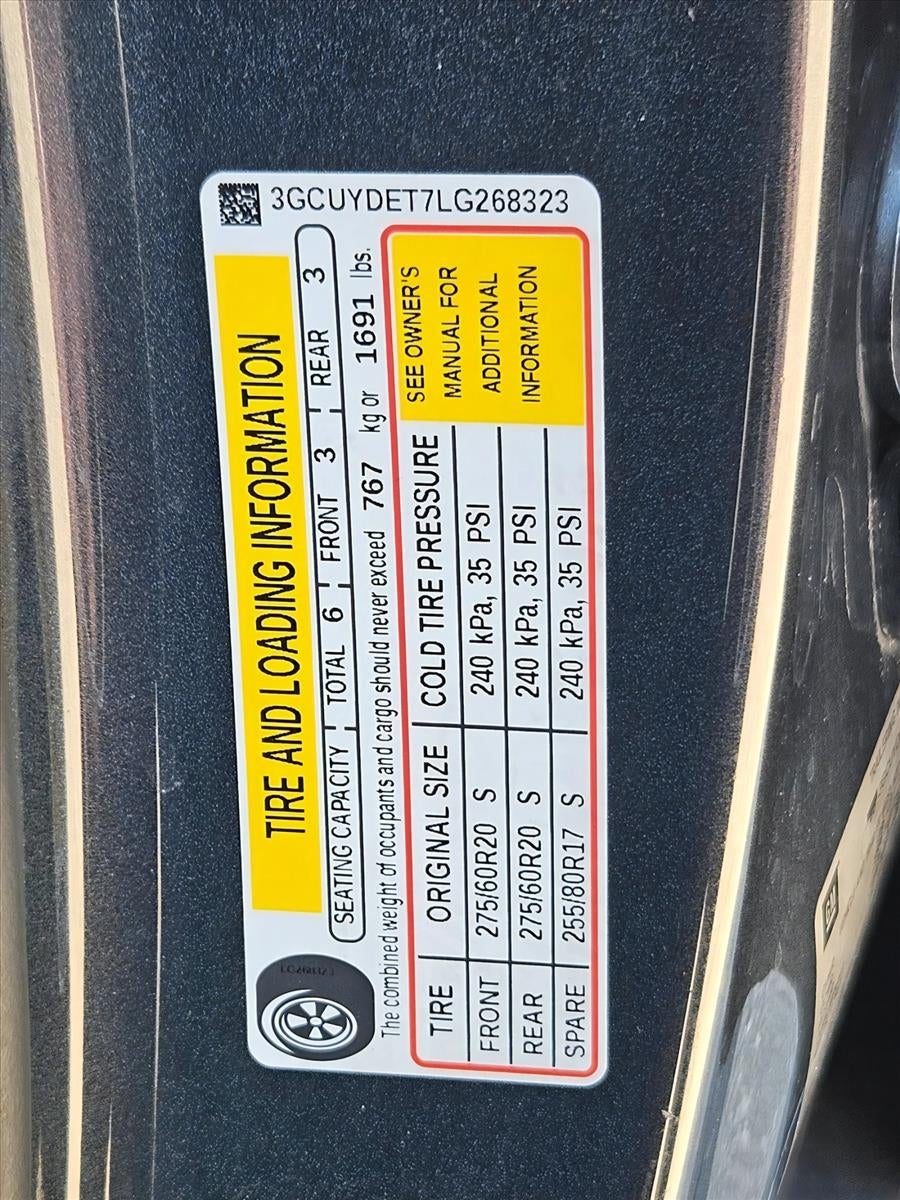 3GCUYDET7LG268323
TIRE AND LOADING INFORMATION
SEATING CAPACITY TOTAL 6 FRONT 3 REAR 3
The combined weight of occupants and cargo should never exceed 767 kg or 1691 lbs.
TIRE ORIGINAL SIZE COLD TIRE PRESSURE
FRONT 275/60R20 S 240 kPa, 35 PSI
REAR 275/60R20 S 240 kPa, 35 PSI
SPARE 255/80R17 S 240 kPa, 35 PSI
SEE OWNER'S
MANUAL FOR
ADDITIONAL
INFORMATION